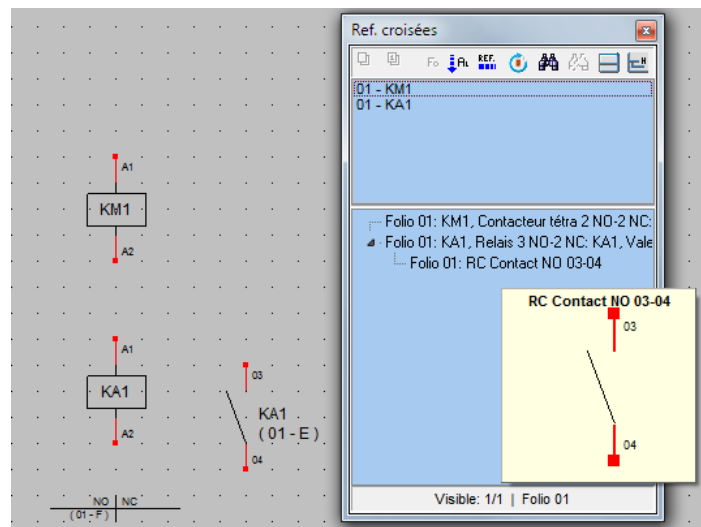 Ref. croisées
Fo
AL
REF.
H
01 - KM1
01 - KA1
A1
KM1
A2
Folio 01: KM1, Contacteur tétra 2 NO-2 NC:
Folio 01: KA1, Relais 3 NO-2 NC: KA1, Vale
Folio 01: RC Contact NO 03-04
RC Contact NO 03-04
03
04
A1
KA1
A2
03
KA1
( 01 - E )
04
NO NC
( 01 - F )
Visible: 1/1 | Folio 01